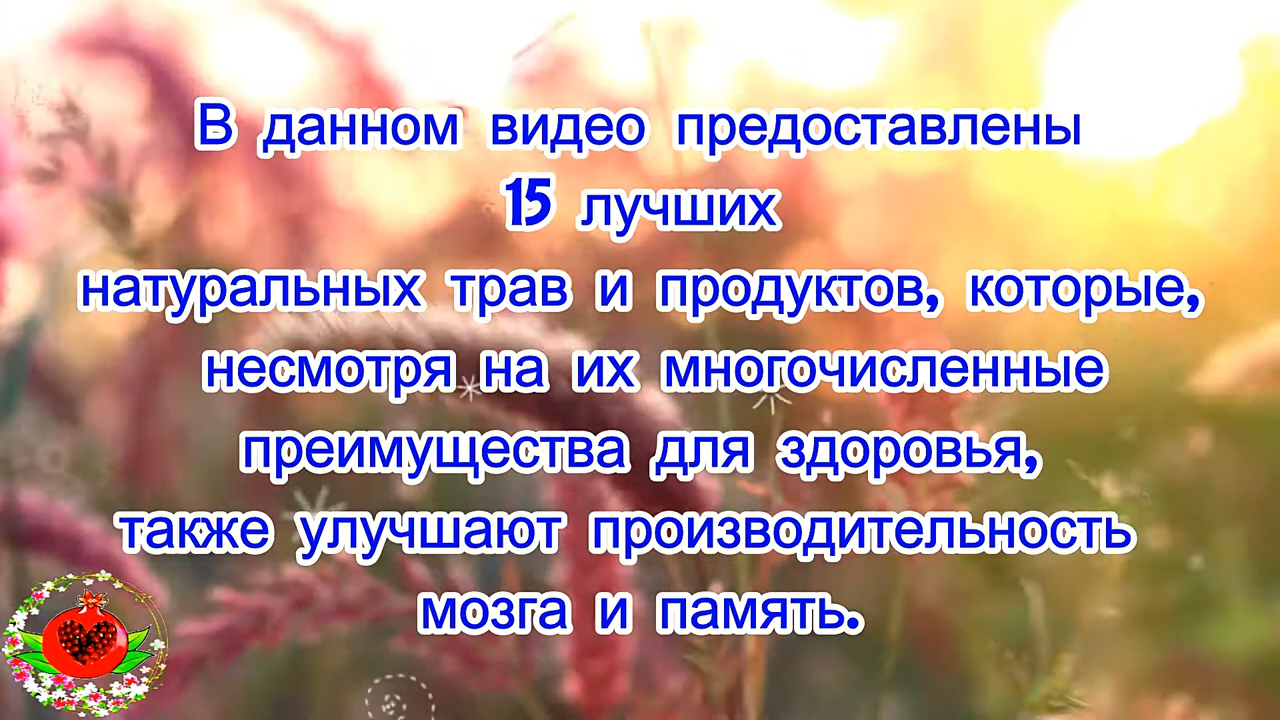 В данном видео предоставлены
15 лучших
натуральных трав и продуктов, которые,
несмотря на их многочисленные
преимущества для здоровья,
также улучшают производительность
мозга и память.